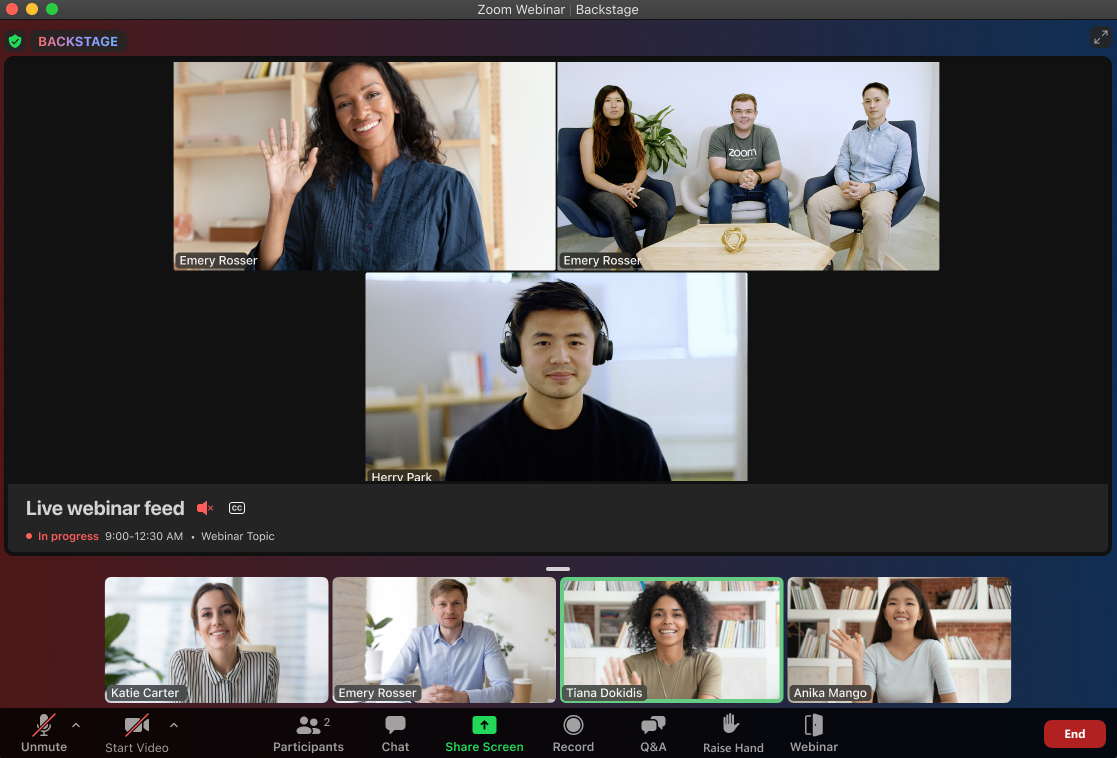 Zoom Webinar | Backstage
BACKSTAGE
zoom
Emery Rosser
Emery Rosser
Herry Park
Live webinar feed
CC
In progress 9:00-12:30 AM • Webinar Topic
Katie Carter
Emery Rosser
Tiana Dokidis
Anika Mango
Unmute
Start Video
Participants
2
Chat
Share Screen
Record
Q&A
Raise Hand
Webinar
End